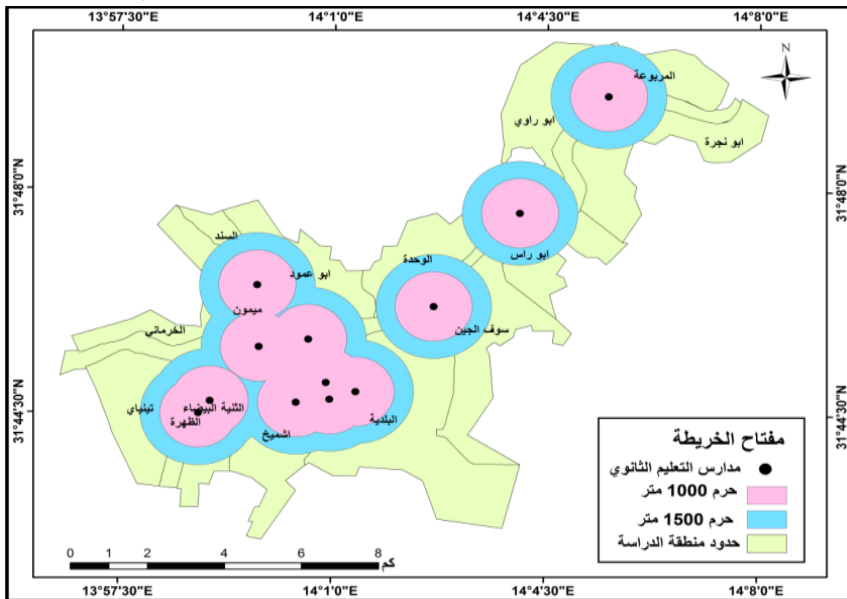 13°57'30"E 14°1'0"E 14°4'30"E 14°8'0"E
N
المربوعة
ابو راوي
ابو نجرة
31°48'0"N 31°48'0"N
السند
ابو راس
الوحدة
ابو عمود
ميمون
الخرماني
سوف الجين
تينياي
الثنية البيضاء
الظهرة
البلدية
اشميخ
31°44'30"N 31°44'30"N
مفتاح الخريطة
مدارس التعليم الثانوي
حرم 1000 متر
حرم 1500 متر
حدود منطقة الدراسة
0 1 2 4 6 8
كم
13°57'30"E 14°1'0"E 14°4'30"E 14°8'0"E